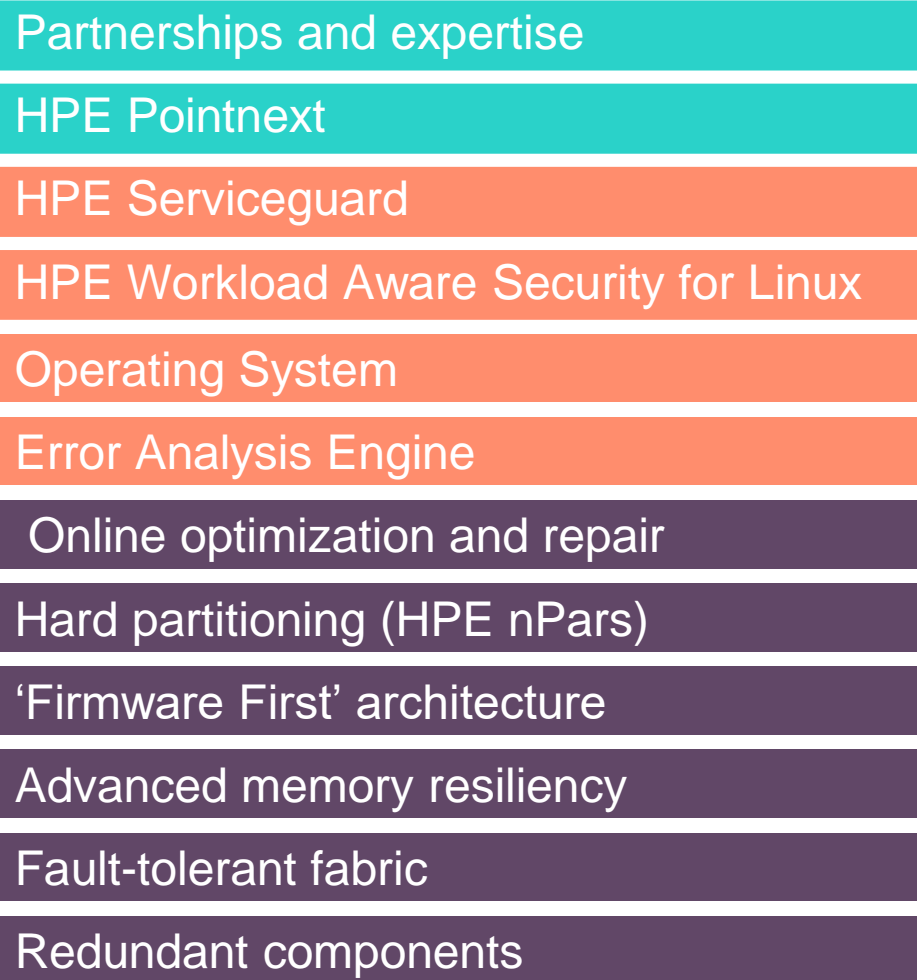 Partnerships and expertise
HPE Pointnext
HPE Serviceguard
HPE Workload Aware Security for Linux
Operating System
Error Analysis Engine
Online optimization and repair
Hard partitioning (HPE nPars)
‘Firmware First’ architecture
Advanced memory resiliency
Fault-tolerant fabric
Redundant components